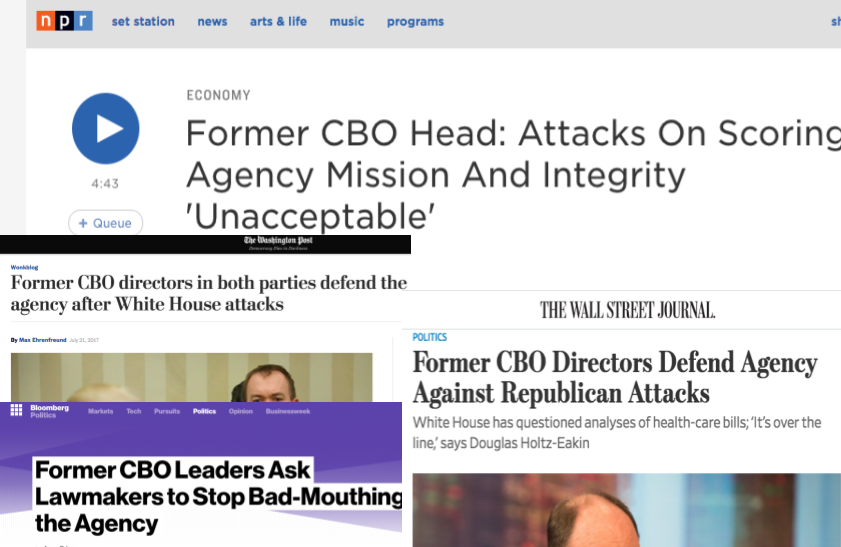 npr set station news arts & life music programs sh
ECONOMY
Former CBO Head: Attacks On Scoring
Agency Mission And Integrity
'Unacceptable'
4:43
+ Queue
The Washington Post
Democracy Dies in Darkness
Wonkblog
Former CBO directors in both parties defend the
agency after White House attacks
By Max Ehrenfreund July 21, 2017
THE WALL STREET JOURNAL.
POLITICS
Former CBO Directors Defend Agency
Against Republican Attacks
White House has questioned analyses of health-care bills; ‘It’s over the
line,’ says Douglas Holtz-Eakin
Bloomberg
Politics
Markets Tech Pursuits Politics Opinion Businessweek
Former CBO Leaders Ask
Lawmakers to Stop Bad-Mouthing
the Agency